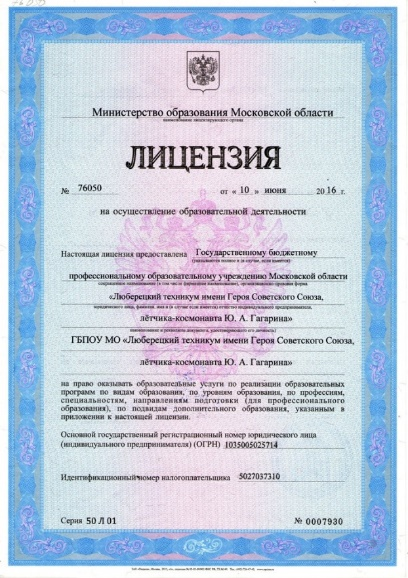 Министерство образования Московской области
наименование лицензирующего органа
ЛИЦЕНЗИЯ
№ 76050 от « 10 » июня 2016 г.
на осуществление образовательной деятельности
Настоящая лицензия предоставлена Государственному бюджетному
(указываются полное и (в случае, если имеется)
профессиональному образовательному учреждению Московской области
сокращенное наименование (в том числе фирменное наименование), организационно-правовая форма
«Люберецкий техникум имени Героя Советского Союза,
юридического лица, фамилия, имя и (в случае если имеется) отчество индивидуального предпринимателя,
лётчика-космонавта Ю. А. Гагарина»
наименование и реквизиты документа, удостоверяющего его личность)
ГБПОУ МО «Люберецкий техникум имени Героя Советского Союза,
лётчика-космонавта Ю. А. Гагарина»
на право оказывать образовательные услуги по реализации образовательных
программ по видам образования, по уровням образования, по профессиям,
специальностям, направлениям подготовки (для профессионального
образования), по подвидам дополнительного образования, указанным в
приложении к настоящей лицензии.
Основной государственный регистрационный номер юридического лица
(индивидуального предпринимателя) (ОГРН) 1035005025714
Идентификационный номер налогоплательщика 5027037310
Серия 50 Л 01 № 0007930